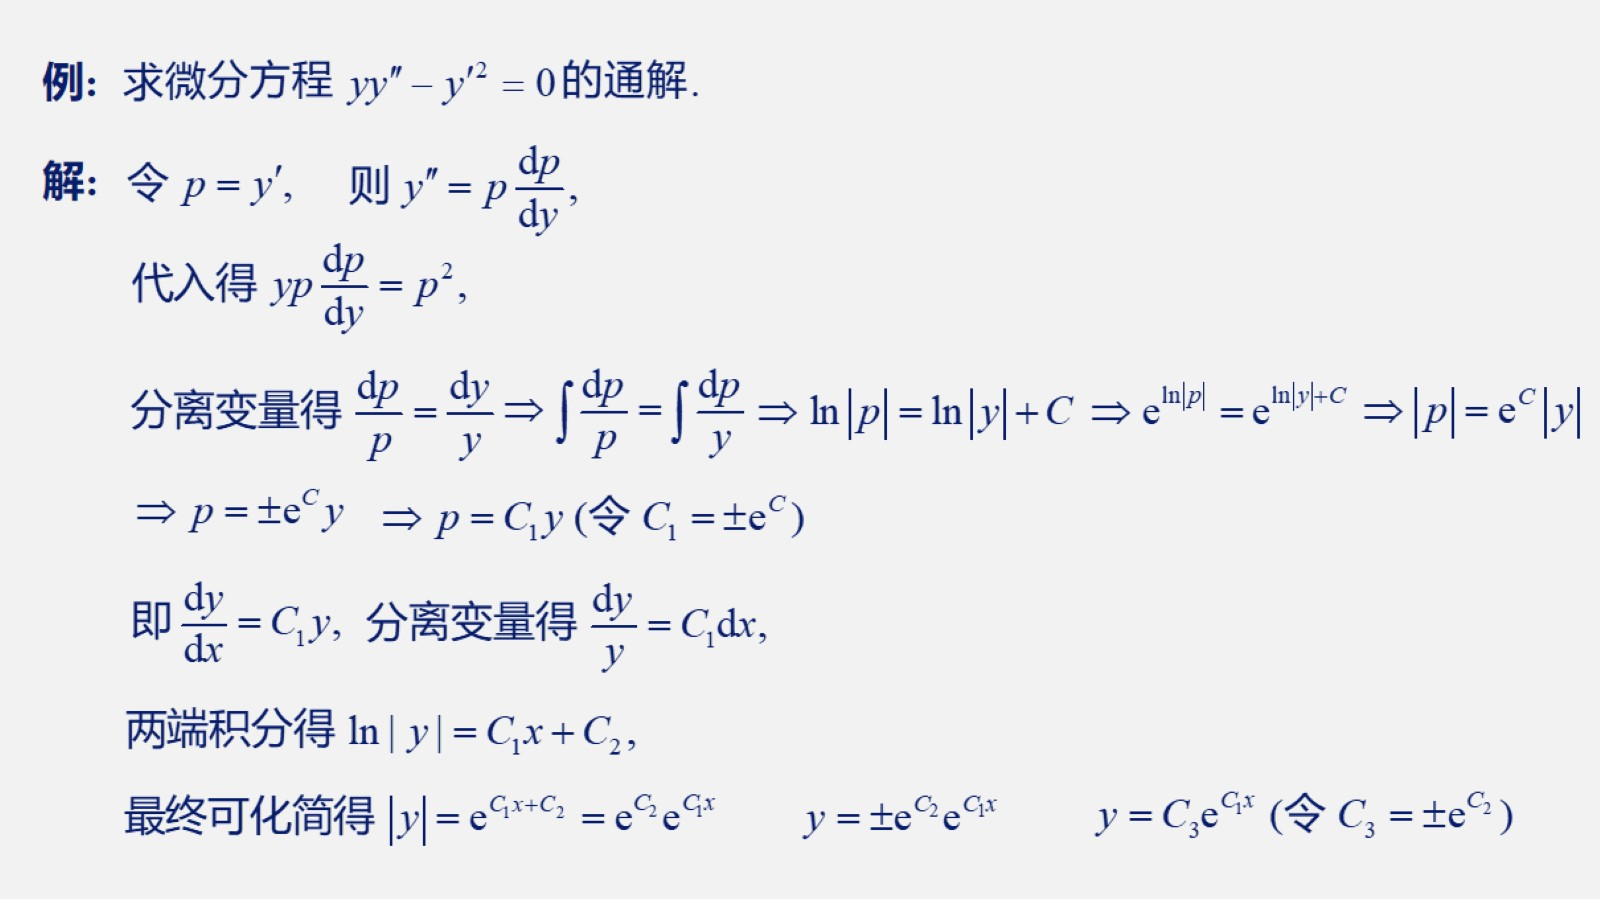 例: 求微分方程 yy″ − y′² = 0 的通解.
解: 令 p = y′, 则 y″ = p dp/dy,
代入得 yp dp/dy = p²,
分离变量得 dp/p = dy/y ⇒ ∫ dp/p = ∫ dp/y ⇒ ln|p| = ln|y| + C ⇒ e^{ln|p|} = e^{ln|y|+C} ⇒ |p| = e^C |y|
⇒ p = ±e^C y ⇒ p = C₁y (令 C₁ = ±e^C)
即 dy/dx = C₁y, 分离变量得 dy/y = C₁dx,
两端积分得 ln| y | = C₁x + C₂,
最终可化简得 |y| = e^{C₁x+C₂} = e^{C₂}e^{C₁x} y = ±e^{C₂}e^{C₁x} y = C₃e^{C₁x} (令 C₃ = ±e^{C₂})